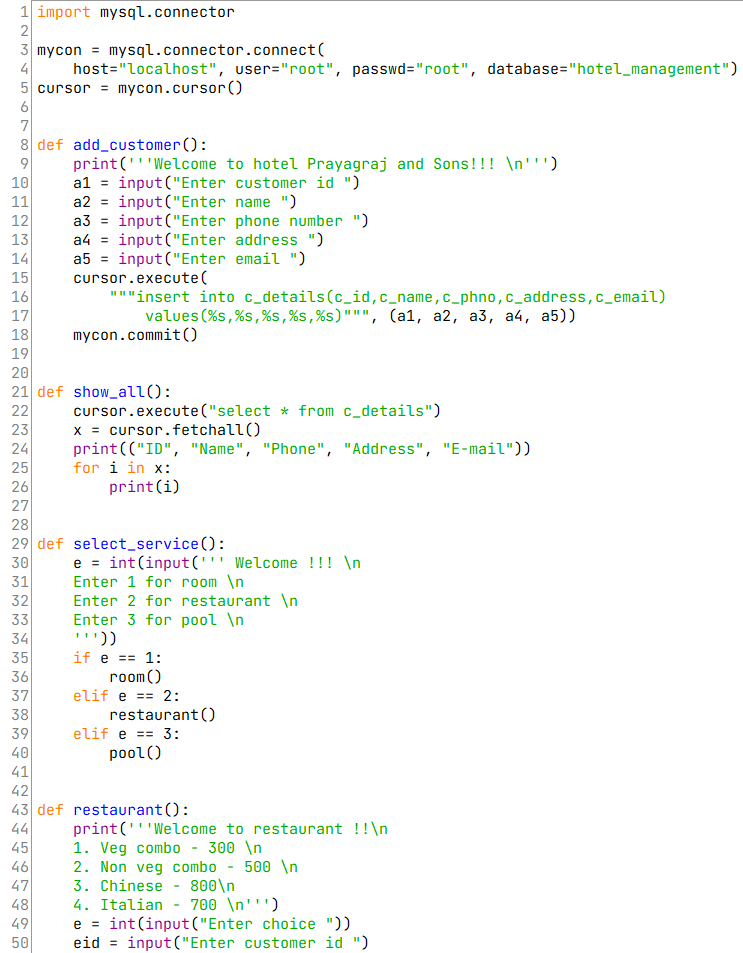 1 import mysql.connector
2
3 mycon = mysql.connector.connect(
4     host="localhost", user="root", passwd="root", database="hotel_management")
5 cursor = mycon.cursor()
6
7
8 def add_customer():
9     print('''Welcome to hotel Prayagraj and Sons!!! \n''')
10     a1 = input("Enter customer id ")
11     a2 = input("Enter name ")
12     a3 = input("Enter phone number ")
13     a4 = input("Enter address ")
14     a5 = input("Enter email ")
15     cursor.execute(
16         """insert into c_details(c_id,c_name,c_phno,c_address,c_email)
17             values(%s,%s,%s,%s,%s)""", (a1, a2, a3, a4, a5))
18     mycon.commit()
19
20
21 def show_all():
22     cursor.execute("select * from c_details")
23     x = cursor.fetchall()
24     print(("ID", "Name", "Phone", "Address", "E-mail"))
25     for i in x:
26         print(i)
27
28
29 def select_service():
30     e = int(input(''' Welcome !!! \n
31     Enter 1 for room \n
32     Enter 2 for restaurant \n
33     Enter 3 for pool \n
34     '''))
35     if e == 1:
36         room()
37     elif e == 2:
38         restaurant()
39     elif e == 3:
40         pool()
41
42
43 def restaurant():
44     print('''Welcome to restaurant !!\n
45     1. Veg combo - 300 \n
46     2. Non veg combo - 500 \n
47     3. Chinese - 800\n
48     4. Italian - 700 \n''')
49     e = int(input("Enter choice "))
50     eid = input("Enter customer id ")